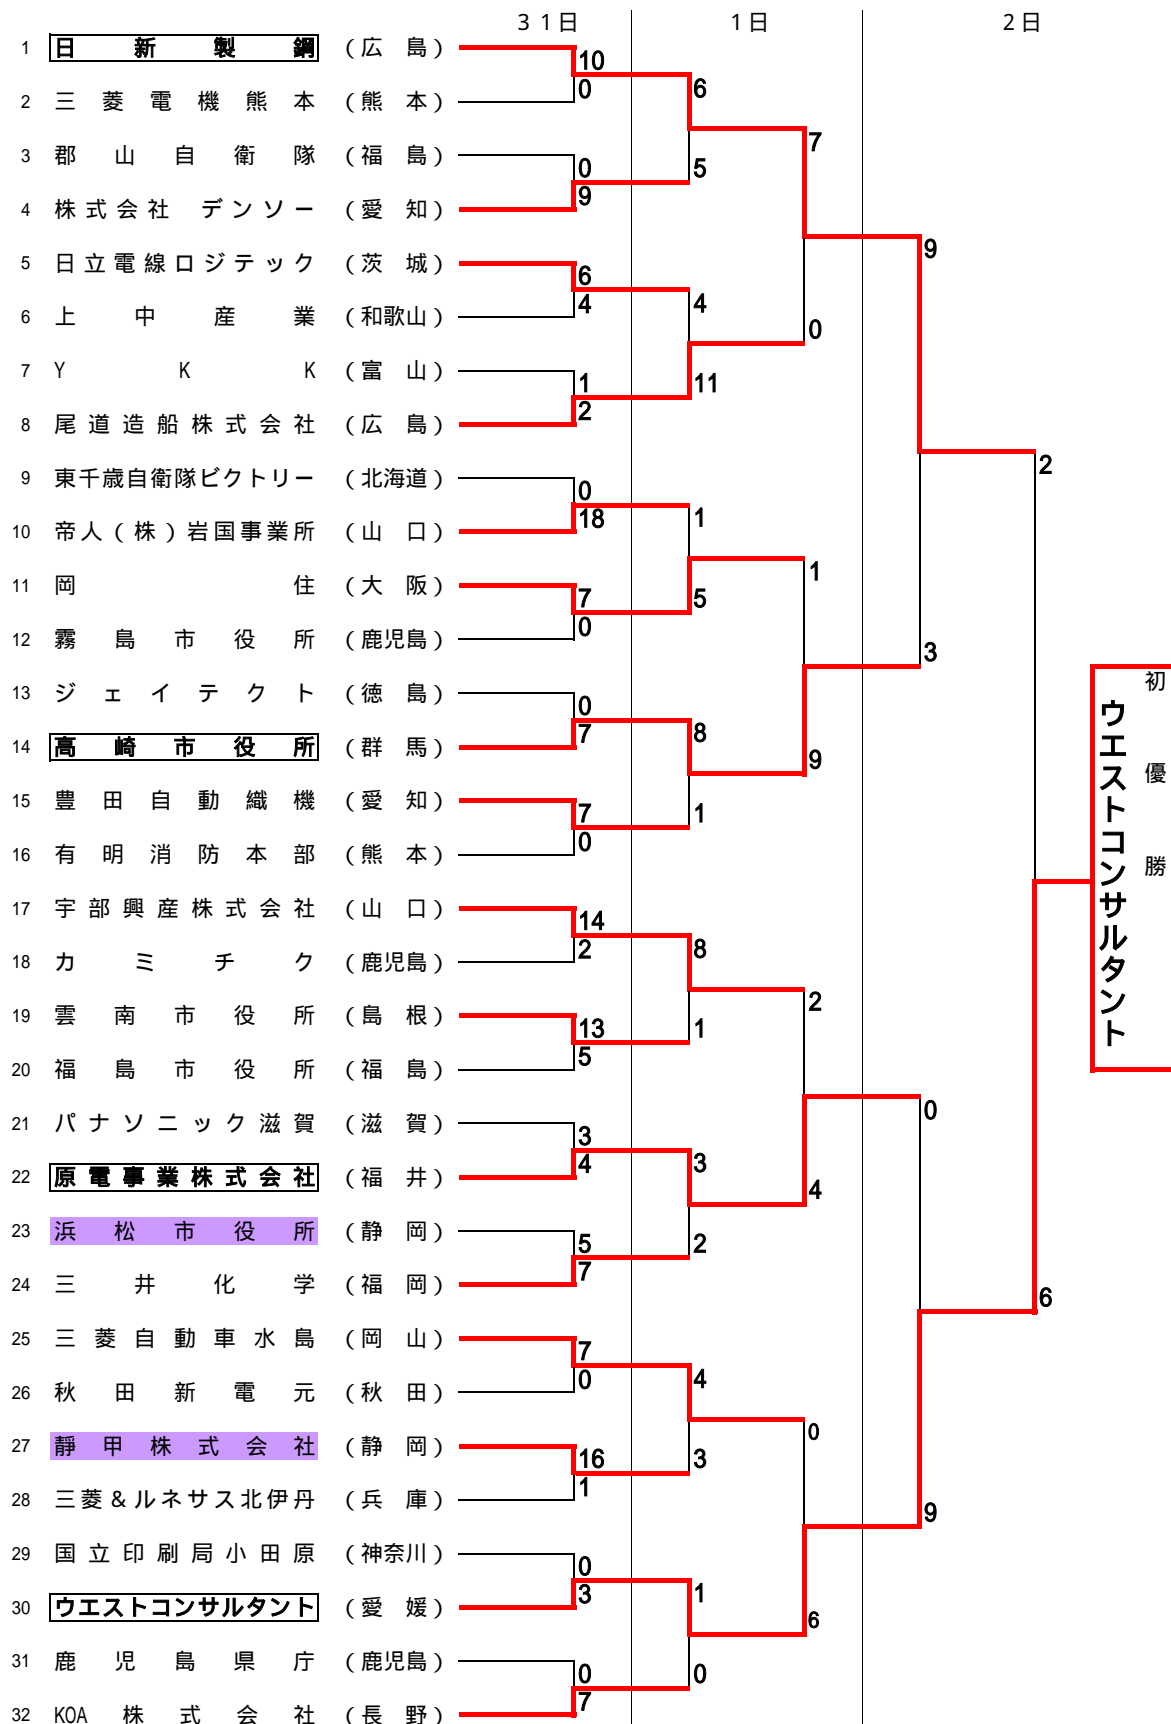 31日 1日 2日
1 日新製鋼 (広島) 10
2 三菱電機熊本 (熊本) 0
6
3 郡山自衛隊 (福島) 0
4 株式会社 デンソー (愛知) 9
5
7
5 日立電線ロジテック (茨城) 6
6 上中産業 (和歌山) 4
4
7 YKK (富山) 1
8 尾道造船株式会社 (広島) 2
11
0
9
9 東千歳自衛隊ビクトリー (北海道) 0
10 帝人(株)岩国事業所 (山口) 18
1
11 岡住 (大阪) 7
12 霧島市役所 (鹿児島) 0
5
1
13 ジェイテクト (徳島) 0
14 高崎市役所 (群馬) 7
8
15 豊田自動織機 (愛知) 7
16 有明消防本部 (熊本) 0
1
9
3
2
17 宇部興産株式会社 (山口) 14
18 カミチク (鹿児島) 2
8
19 雲南市役所 (島根) 13
20 福島市役所 (福島) 5
1
2
21 パナソニック滋賀 (滋賀) 3
22 原電事業株式会社 (福井) 4
3
23 浜松市役所 (静岡) 5
24 三井化学 (福岡) 7
2
4
0
25 三菱自動車水島 (岡山) 7
26 秋田新電元 (秋田) 0
4
27 靜甲株式会社 (静岡) 16
28 三菱&ルネサス北伊丹 (兵庫) 1
3
0
29 国立印刷局小田原 (神奈川) 0
30 ウエストコンサルタント (愛媛) 3
1
31 鹿児島県庁 (鹿児島) 0
32 KOA株式会社 (長野) 7
0
6
9
6
初優勝
ウエストコンサルタント